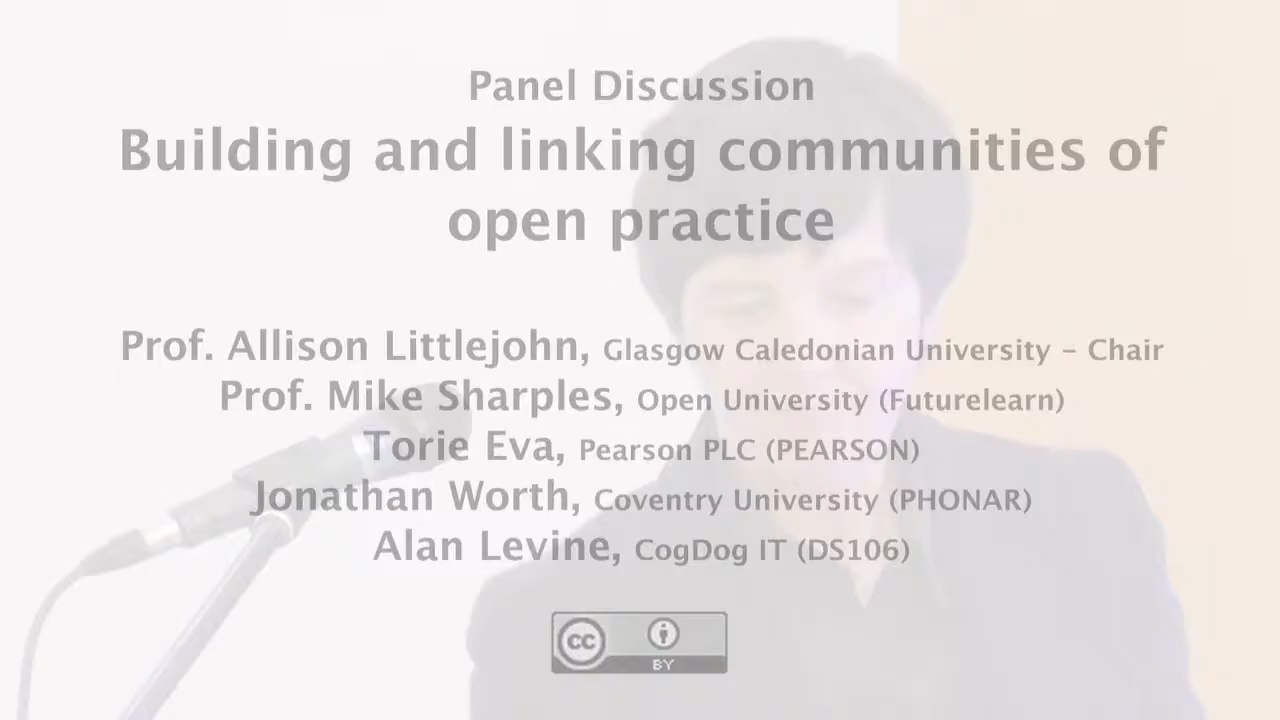 Panel Discussion
Building and linking communities of
open practice
Prof. Allison Littlejohn, Glasgow Caledonian University – Chair
Prof. Mike Sharples, Open University (Futurelearn)
Torie Eva, Pearson PLC (PEARSON)
Jonathan Worth, Coventry University (PHONAR)
Alan Levine, CogDog IT (DS106)
cc
BY